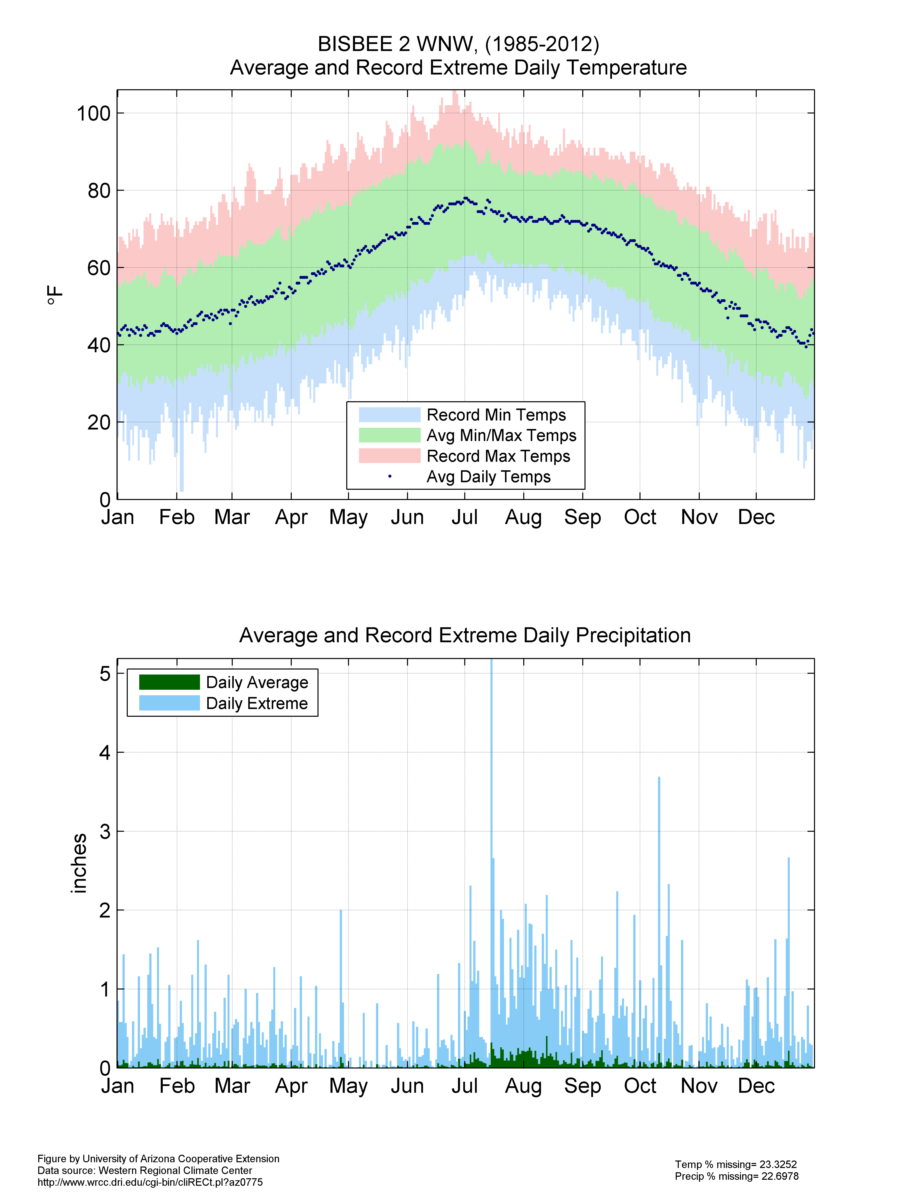 BISBEE 2 WNW, (1985-2012)
Average and Record Extreme Daily Temperature
100
80
60
40
20
0
°F
Record Min Temps
Avg Min/Max Temps
Record Max Temps
Avg Daily Temps
Jan Feb Mar Apr May Jun Jul Aug Sep Oct Nov Dec
Average and Record Extreme Daily Precipitation
5
4
3
2
1
0
inches
Daily Average
Daily Extreme
Jan Feb Mar Apr May Jun Jul Aug Sep Oct Nov Dec
Figure by University of Arizona Cooperative Extension
Data source: Western Regional Climate Center
http://www.wrcc.dri.edu/cgi-bin/cliRECt.pl?az0775
Temp % missing= 23.3252
Precip % missing= 22.6978